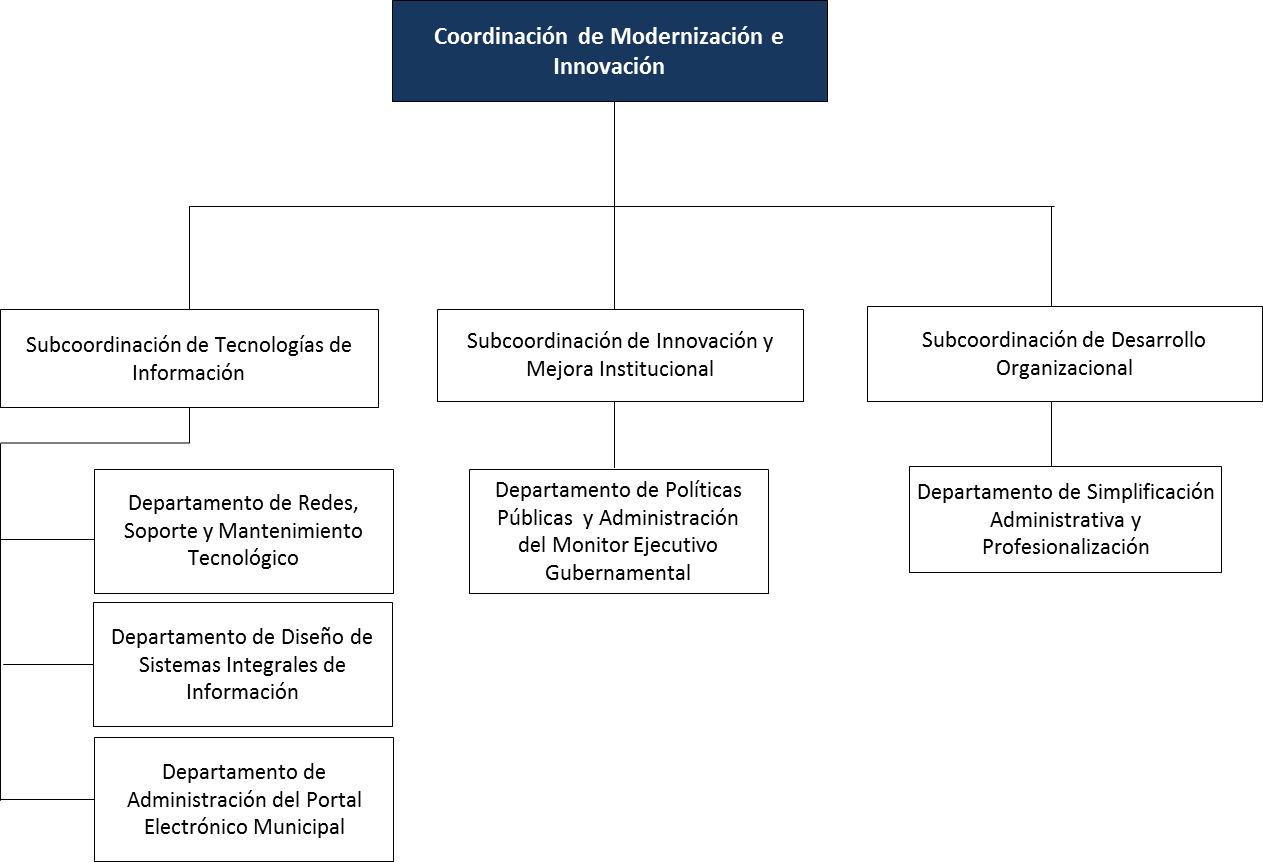 Coordinación de Modernización e
Innovación
Subcoordinación de Tecnologías de
Información
Subcoordinación de Innovación y
Mejora Institucional
Subcoordinación de Desarrollo
Organizacional
Departamento de Redes,
Soporte y Mantenimiento
Tecnológico
Departamento de Diseño de
Sistemas Integrales de
Información
Departamento de
Administración del Portal
Electrónico Municipal
Departamento de Políticas
Públicas y Administración
del Monitor Ejecutivo
Gubernamental
Departamento de Simplificación
Administrativa y
Profesionalización